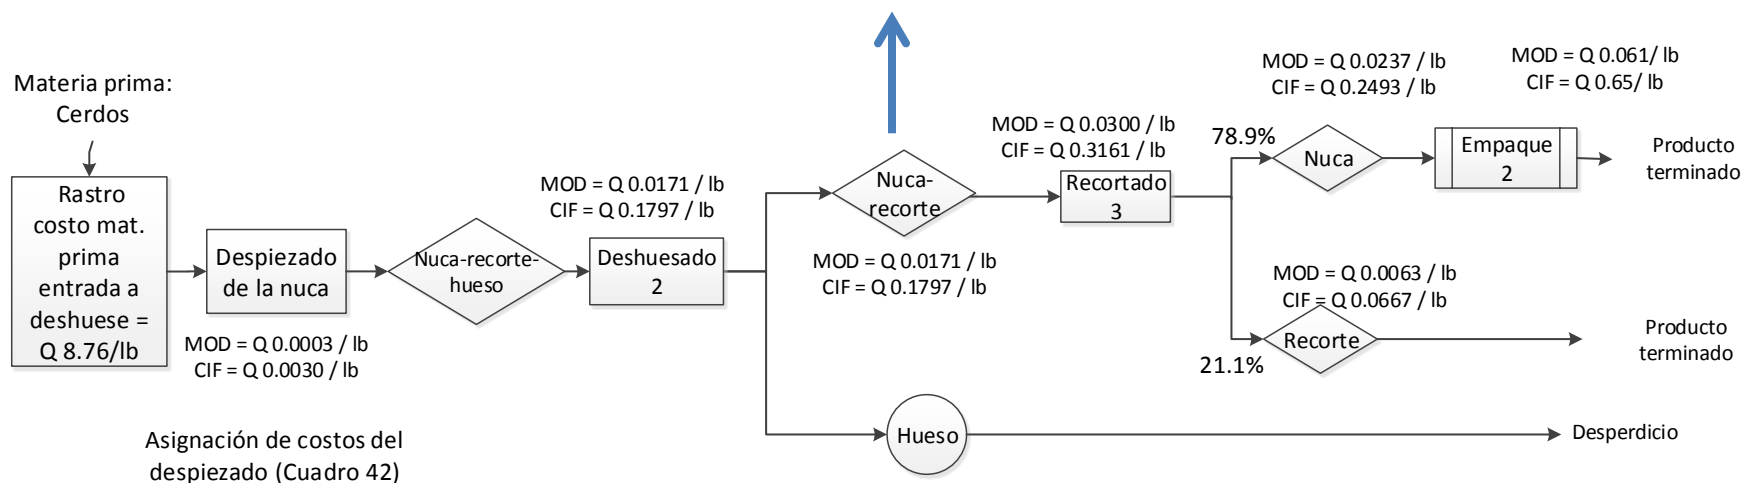 Materia prima:
Cerdos
Rastro
costo mat.
prima
entrada a
deshuese =
Q 8.76/lb
Despiezado
de la nuca
MOD = Q 0.0003 / lb
CIF = Q 0.0030 / lb
Asignación de costos del
despiezado (Cuadro 42)
Nuca-recorte-
hueso
MOD = Q 0.0171 / lb
CIF = Q 0.1797 / lb
Deshuesado
2
Nuca-
recorte
MOD = Q 0.0171 / lb
CIF = Q 0.1797 / lb
MOD = Q 0.0300 / lb
CIF = Q 0.3161 / lb
Recortado
3
78.9%
MOD = Q 0.0237 / lb
CIF = Q 0.2493 / lb
Nuca
MOD = Q 0.061/ lb
CIF = Q 0.65/ lb
Empaque
2
Producto
terminado
21.1%
MOD = Q 0.0063 / lb
CIF = Q 0.0667 / lb
Recorte
Producto
terminado
Hueso
Desperdicio